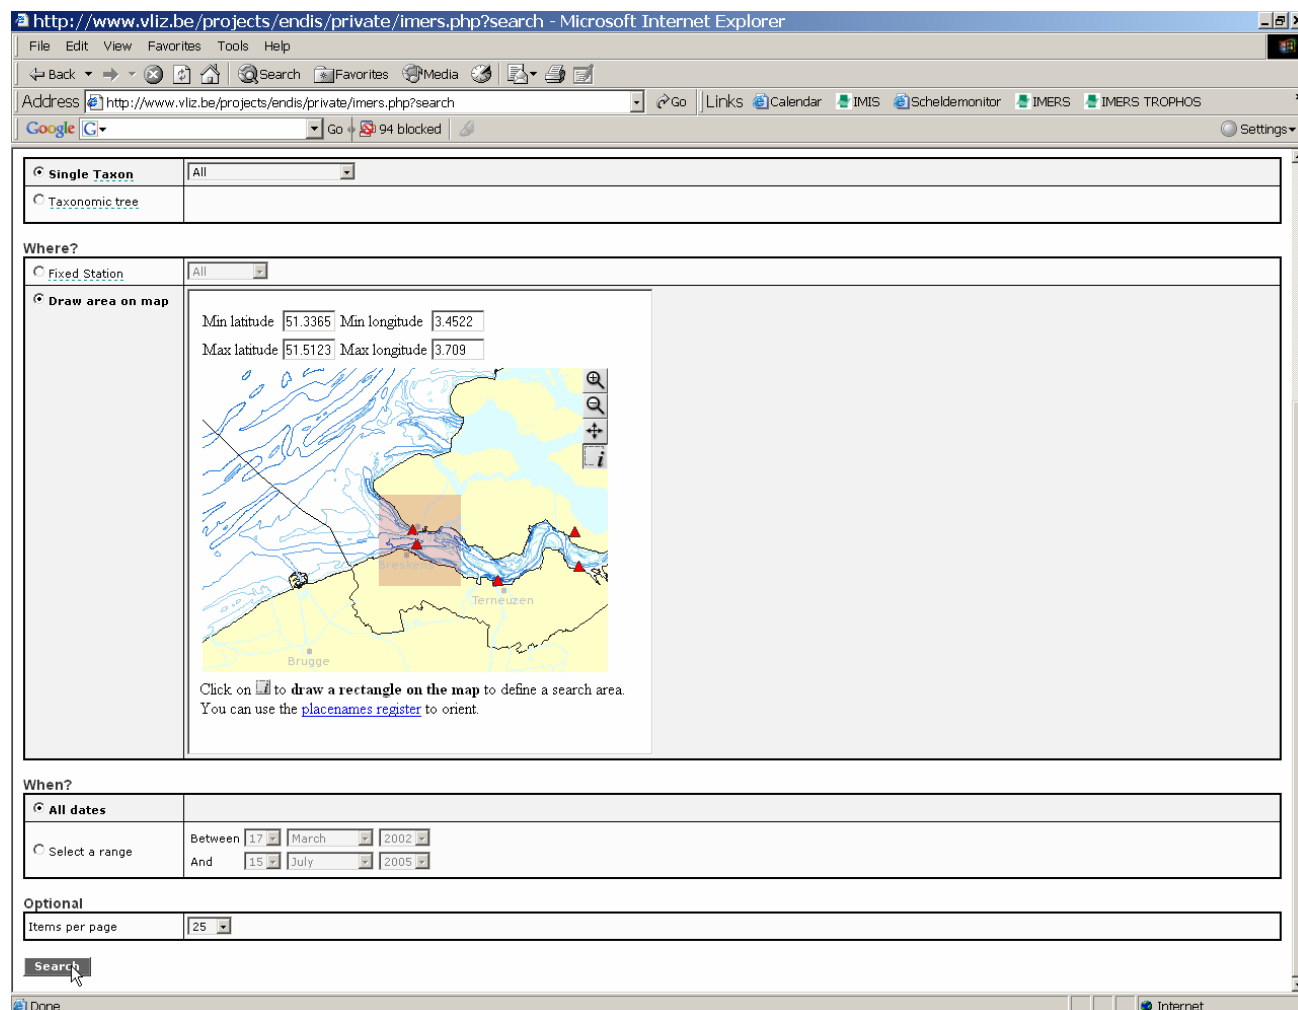 http://www.vliz.be/projects/endis/private/imers.php?search - Microsoft Internet Explorer
File Edit View Favorites Tools Help
Back Search Favorites Media
Address http://www.vliz.be/projects/endis/private/imers.php?search Go Links Calendar IMIS Scheldemonitor IMERS IMERS TROPHOS
Google G Go 94 blocked Settings
Single Taxon All
Taxonomic tree
Where?
Fixed Station All
Draw area on map
Min latitude 51.3365 Min longitude 3.4522
Max latitude 51.5123 Max longitude 3.709
i
Breskens
Terneuzen
Brugge
Click on i to draw a rectangle on the map to define a search area.
You can use the placenames register to orient.
When?
All dates
Select a range
Between 17 March 2002
And 15 July 2005
Optional
Items per page 25
Search
Done Internet